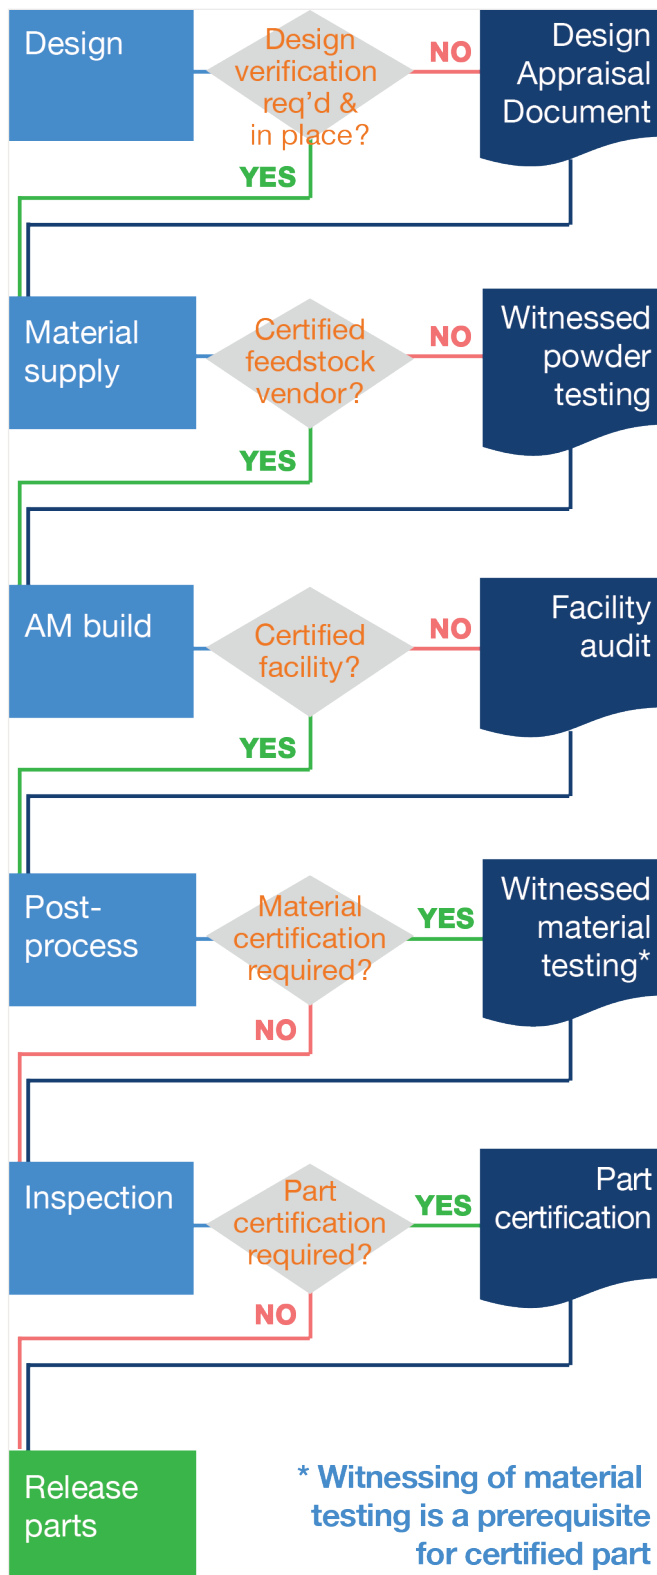 Design
Design
verification
req'd &
in place?
NO
Design
Appraisal
Document
YES
Material
supply
Certified
feedstock
vendor?
NO
Witnessed
powder
testing
YES
AM build
Certified
facility?
NO
Facility
audit
YES
Post-
process
Material
certification
required?
YES
Witnessed
material
testing*
NO
Inspection
Part
certification
required?
YES
Part
certification
NO
Release
parts
* Witnessing of material
testing is a prerequisite
for certified part